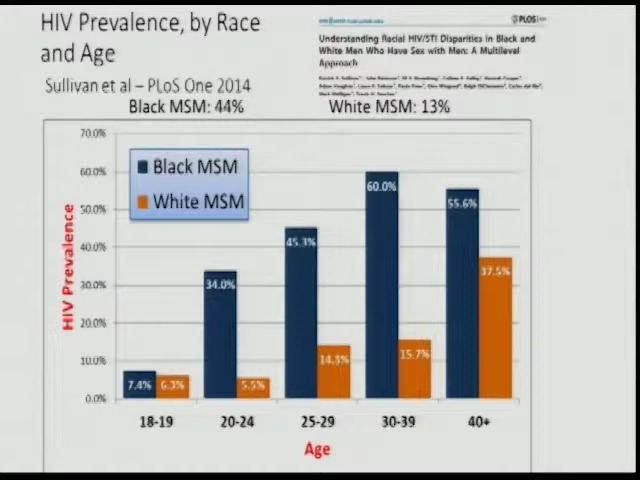 HIV Prevalence, by Race
and Age
Sullivan et al – PLoS One 2014
PLOS
Understanding Racial HIV/STI Disparities in Black and
White Men Who Have Sex with Men: A Multilevel
Approach
Black MSM: 44%
White MSM: 13%
70.0%
60.0%
50.0%
40.0%
30.0%
20.0%
10.0%
0.0%
HIV Prevalence
Black MSM
White MSM
7.4% 6.3%
34.0% 5.5%
45.3% 14.3%
60.0% 15.7%
55.6% 37.5%
18-19 20-24 25-29 30-39 40+
Age